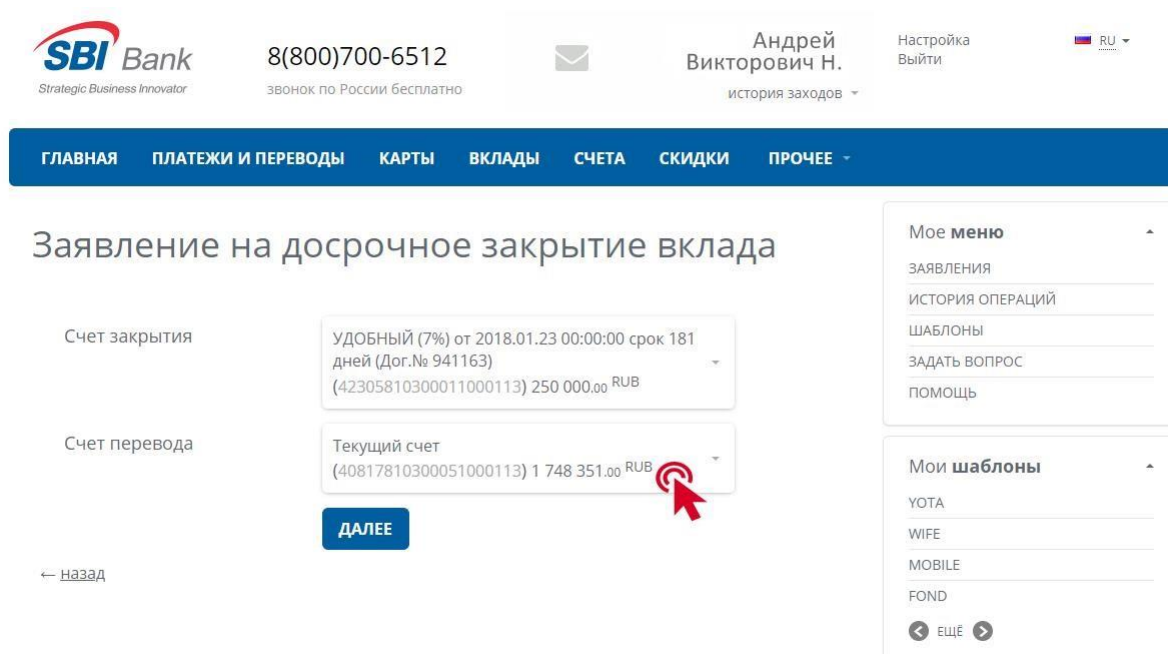 SBI Bank
Strategic Business Innovator
8(800)700-6512
звонок по России бесплатно
Андрей
Викторович Н.
история заходов
Настройка
Выйти
RU
ГЛАВНАЯ ПЛАТЕЖИ И ПЕРЕВОДЫ КАРТЫ ВКЛАДЫ СЧЕТА СКИДКИ ПРОЧЕЕ
Заявление на досрочное закрытие вклада
Счет закрытия
УДОБНЫЙ (7%) от 2018.01.23 00:00:00 срок 181
дней (Дог.№ 941163)
(42305810300011000113) 250 000.00 RUB
Счет перевода
Текущий счет
(40817810300051000113) 1 748 351.00 RUB
ДАЛЕЕ
← назад
Мое меню
ЗАЯВЛЕНИЯ
ИСТОРИЯ ОПЕРАЦИЙ
ШАБЛОНЫ
ЗАДАТЬ ВОПРОС
ПОМОЩЬ
Мои шаблоны
YOTA
WIFE
MOBILE
FOND
ЕЩЁ